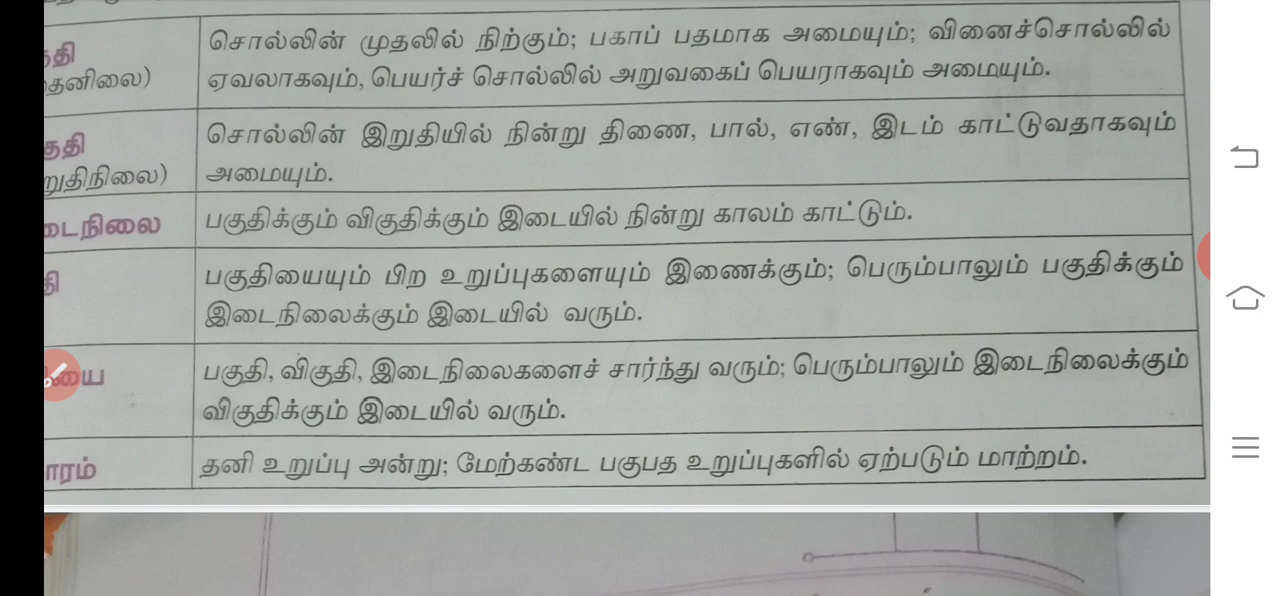 சொல்லின் முதலில் நிற்கும்; பகாப் பதமாக அமையும்; வினைச்சொல்லில்
ஏவலாகவும், பெயர்ச் சொல்லில் அறுவகைப் பெயராகவும் அமையும்.
சொல்லின் இறுதியில் நின்று திணை, பால், எண், இடம் காட்டுவதாகவும்
அமையும்.
டைநிலை
பகுதிக்கும் விகுதிக்கும் இடையில் நின்று காலம் காட்டும்.
பகுதியையும் பிற உறுப்புகளையும் இணைக்கும்; பெரும்பாலும் பகுதிக்கும்
இடைநிலைக்கும் இடையில் வரும்.
பகுதி, விகுதி, இடைநிலைகளைச் சார்ந்து வரும்; பெரும்பாலும் இடைநிலைக்கும்
விகுதிக்கும் இடையில் வரும்.
ாரம்
தனி உறுப்பு அன்று; மேற்கண்ட பகுபத உறுப்புகளில் ஏற்படும் மாற்றம்.